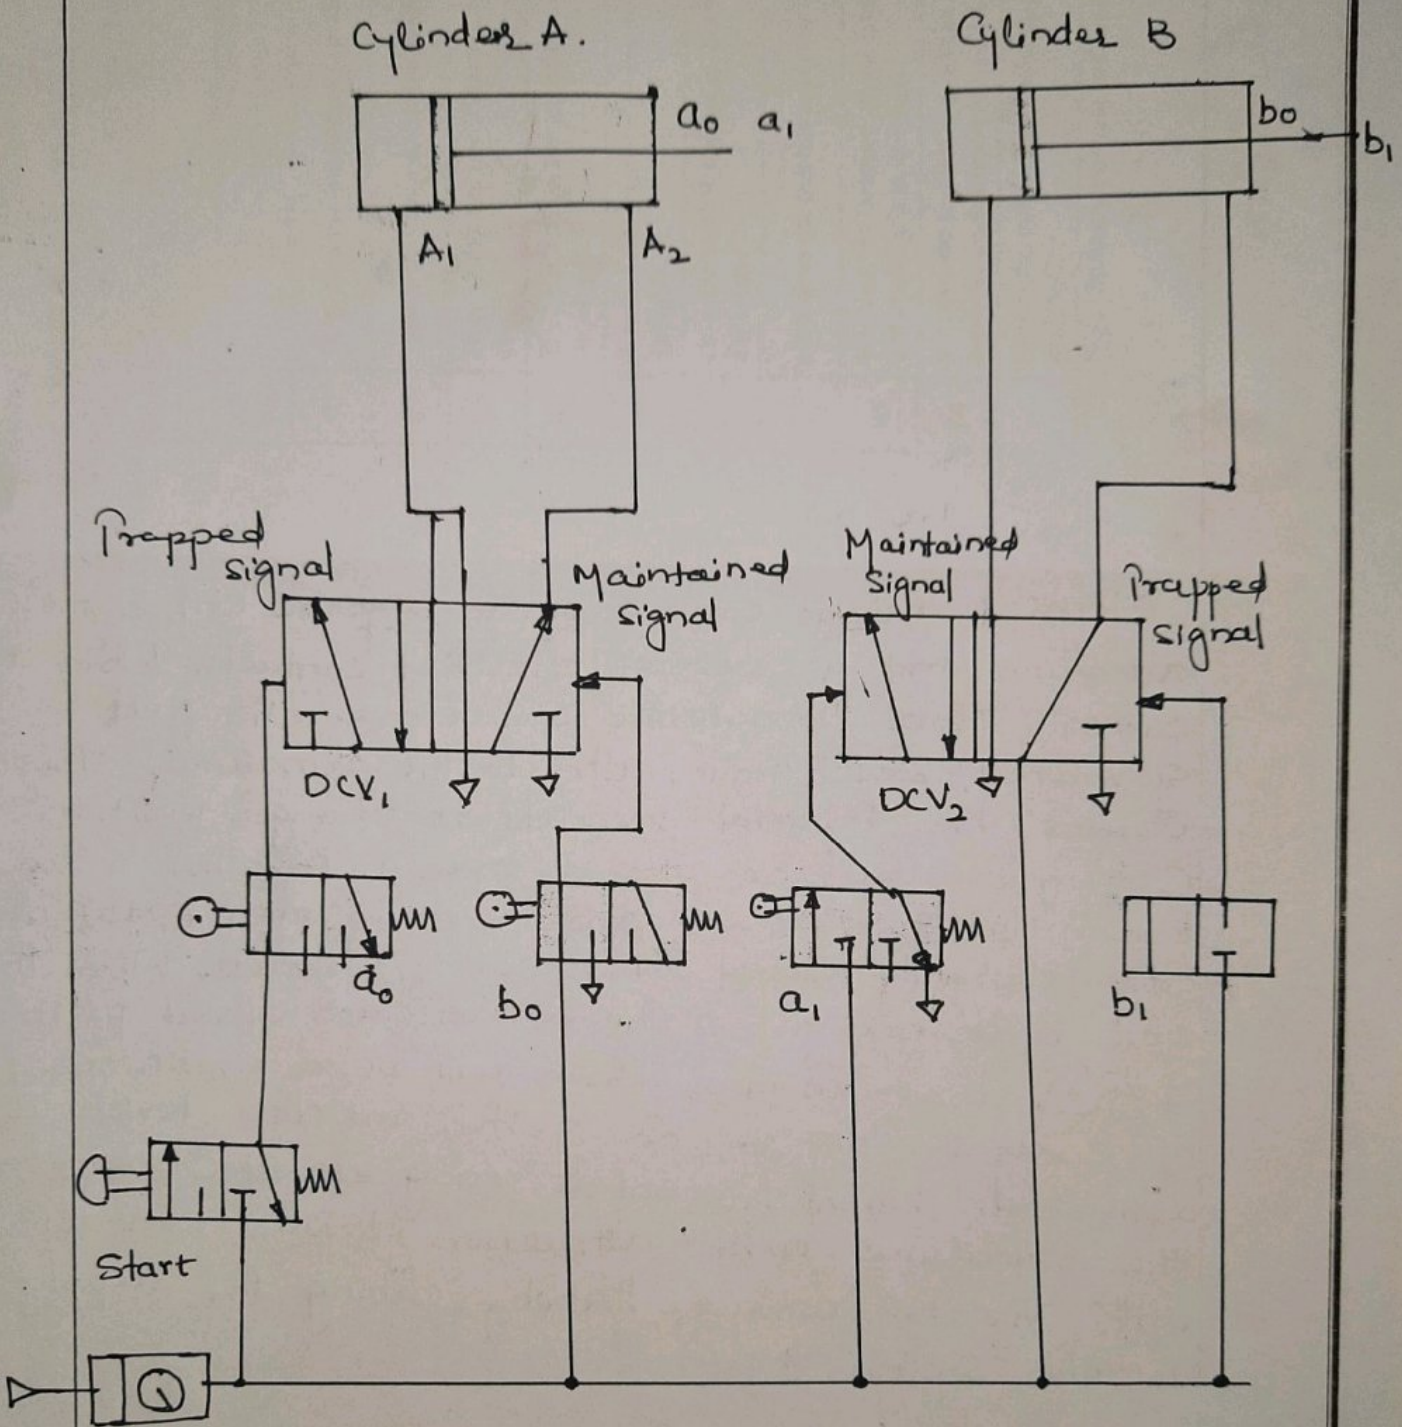 Cylinder A.
Cylinder B
a0 a1
b0
b1
A1
A2
Trapped
signal
Maintained
signal
Maintained
Signal
Trapped
signal
DCV1
DCV2
a0
b0
a1
b1
Start